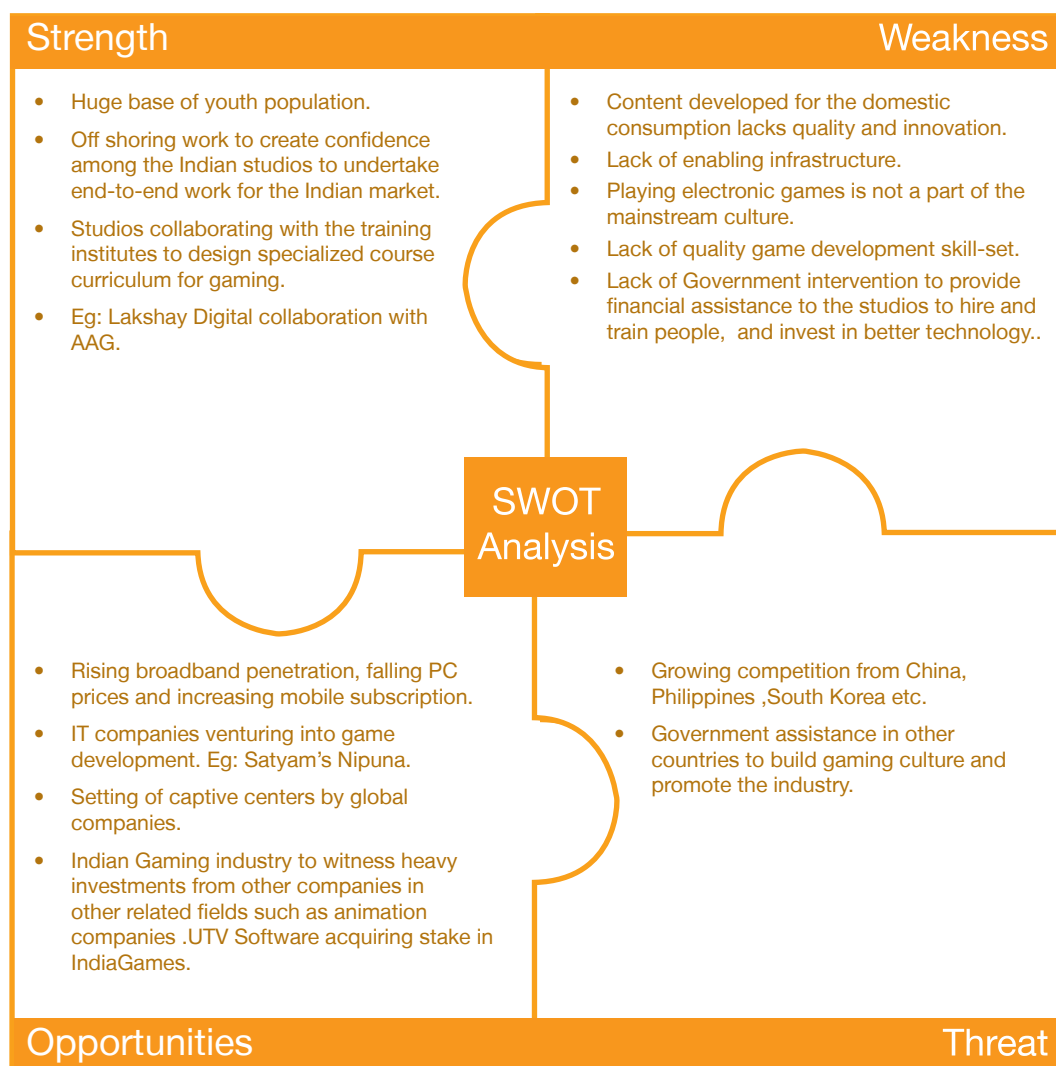 Strength
• Huge base of youth population.
• Off shoring work to create confidence
among the Indian studios to undertake
end-to-end work for the Indian market.
• Studios collaborating with the training
institutes to design specialized course
curriculum for gaming.
• Eg: Lakshay Digital collaboration with
AAG.
Weakness
• Content developed for the domestic
consumption lacks quality and innovation.
• Lack of enabling infrastructure.
• Playing electronic games is not a part of the
mainstream culture.
• Lack of quality game development skill-set.
• Lack of Government intervention to provide
financial assistance to the studios to hire and
train people,  and invest in better technology..
SWOT
Analysis
• Rising broadband penetration, falling PC
prices and increasing mobile subscription.
• IT companies venturing into game
development. Eg: Satyam’s Nipuna.
• Setting of captive centers by global
companies.
• Indian Gaming industry to witness heavy
investments from other companies in
other related fields such as animation
companies .UTV Software acquiring stake in
IndiaGames.
Opportunities
• Growing competition from China,
Philippines ,South Korea etc.
• Government assistance in other
countries to build gaming culture and
promote the industry.
Threat